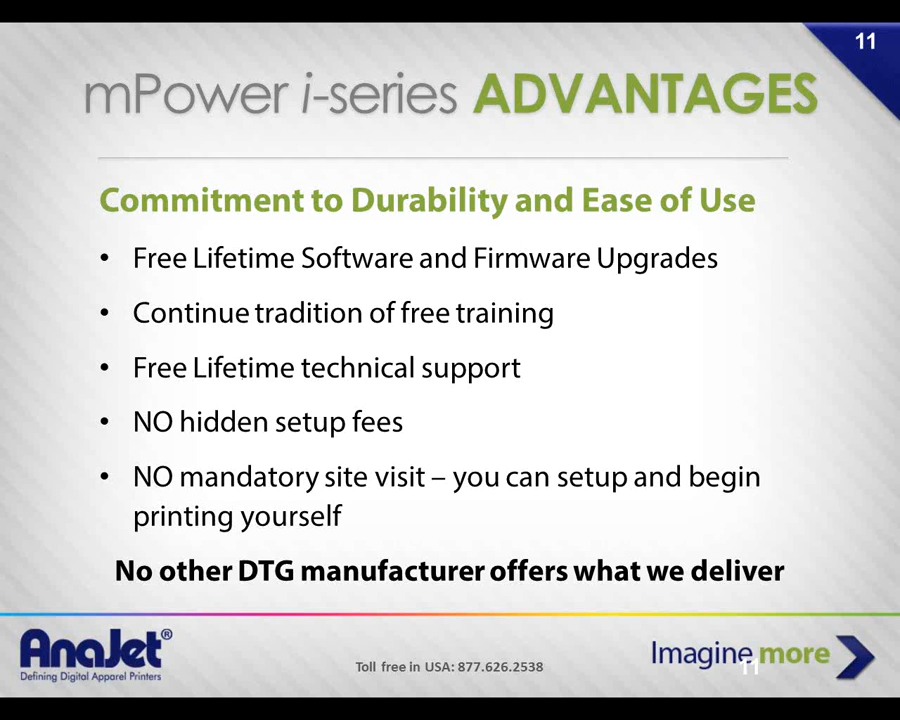 11
mPower i-series ADVANTAGES
Commitment to Durability and Ease of Use
• Free Lifetime Software and Firmware Upgrades
• Continue tradition of free training
• Free Lifetime technical support
• NO hidden setup fees
• NO mandatory site visit – you can setup and begin
printing yourself
No other DTG manufacturer offers what we deliver
AnaJet®
Defining Digital Apparel Printers
Toll free in USA: 877.626.2538
Imagine more
11